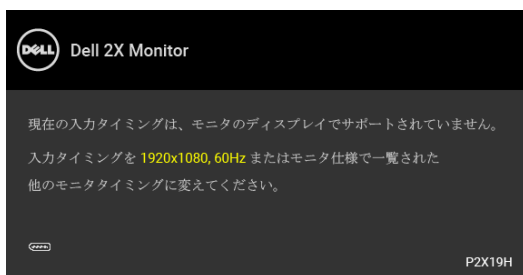 DELL
Dell 2X Monitor
現在の入力タイミングは、モニタのディスプレイでサポートされていません。
入力タイミングを 1920x1080, 60Hz またはモニタ仕様で一覧された
他のモニタタイミングに変えてください。
P2X19H